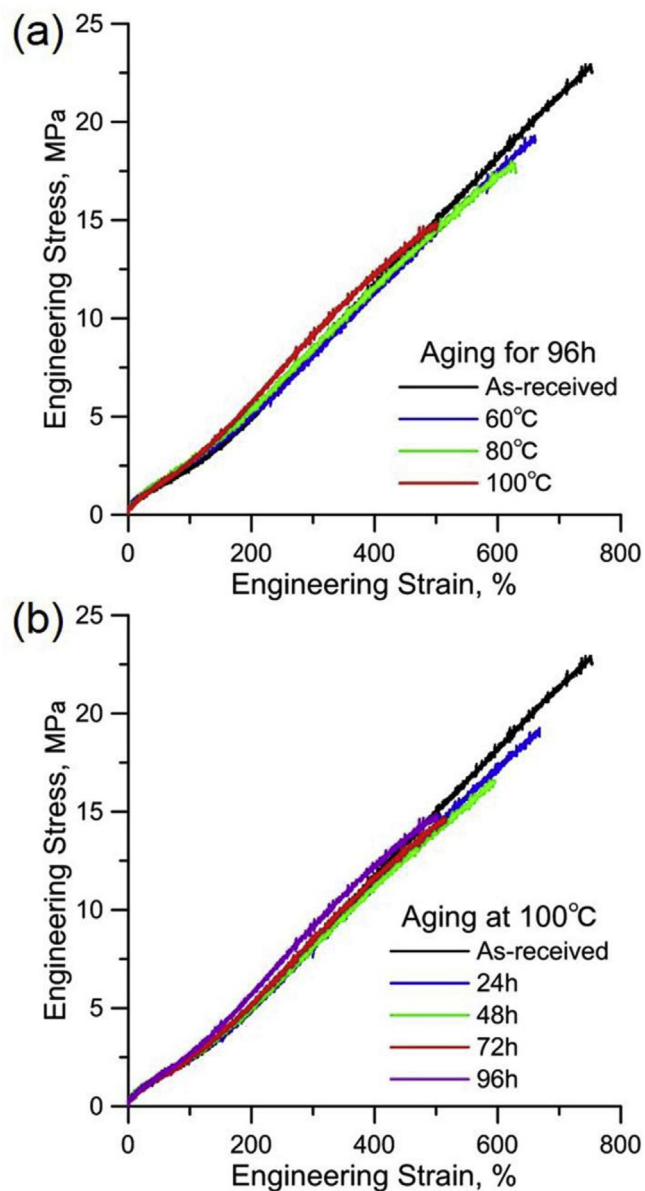 (a)
25
20
15
10
5
0
Engineering Stress, MPa
Aging for 96h
As-received
60°C
80°C
100°C
0 200 400 600 800
Engineering Strain, %
(b)
25
20
15
10
5
0
Engineering Stress, MPa
Aging at 100°C
As-received
24h
48h
72h
96h
0 200 400 600 800
Engineering Strain, %